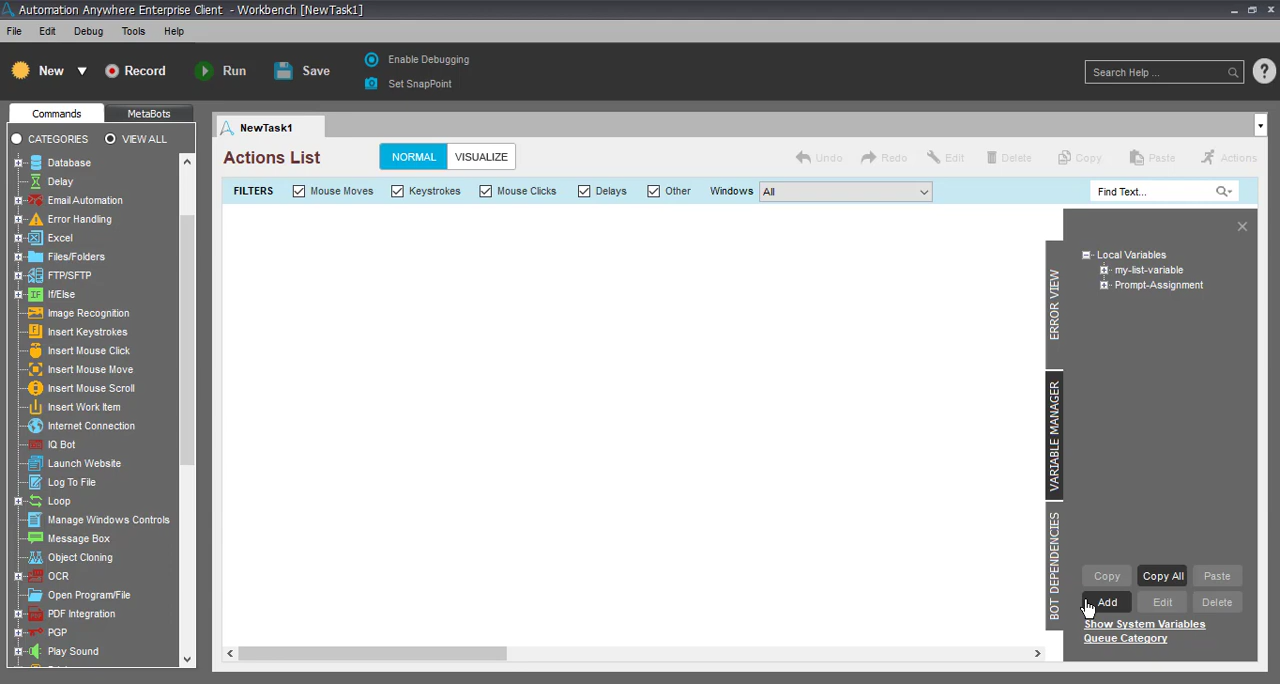 Automation Anywhere Enterprise Client - Workbench [NewTask1]
File Edit Debug Tools Help
New Record Run Save
Enable Debugging
Set SnapPoint
Search Help ...
Commands MetaBots
CATEGORIES VIEW ALL
Database
Delay
Email Automation
Error Handling
Excel
Files/Folders
FTP/SFTP
If/Else
Image Recognition
Insert Keystrokes
Insert Mouse Click
Insert Mouse Move
Insert Mouse Scroll
Insert Work Item
Internet Connection
IQ Bot
Launch Website
Log To File
Loop
Manage Windows Controls
Message Box
Object Cloning
OCR
Open Program/File
PDF Integration
PGP
Play Sound
NewTask1
Actions List NORMAL VISUALIZE Undo Redo Edit Delete Copy Paste Actions
FILTERS Mouse Moves Keystrokes Mouse Clicks Delays Other Windows All Find Text...
ERROR VIEW
VARIABLE MANAGER
BOT DEPENDENCIES
Local Variables
my-list-variable
Prompt-Assignment
Copy Copy All Paste
Add Edit Delete
Show System Variables
Queue Category